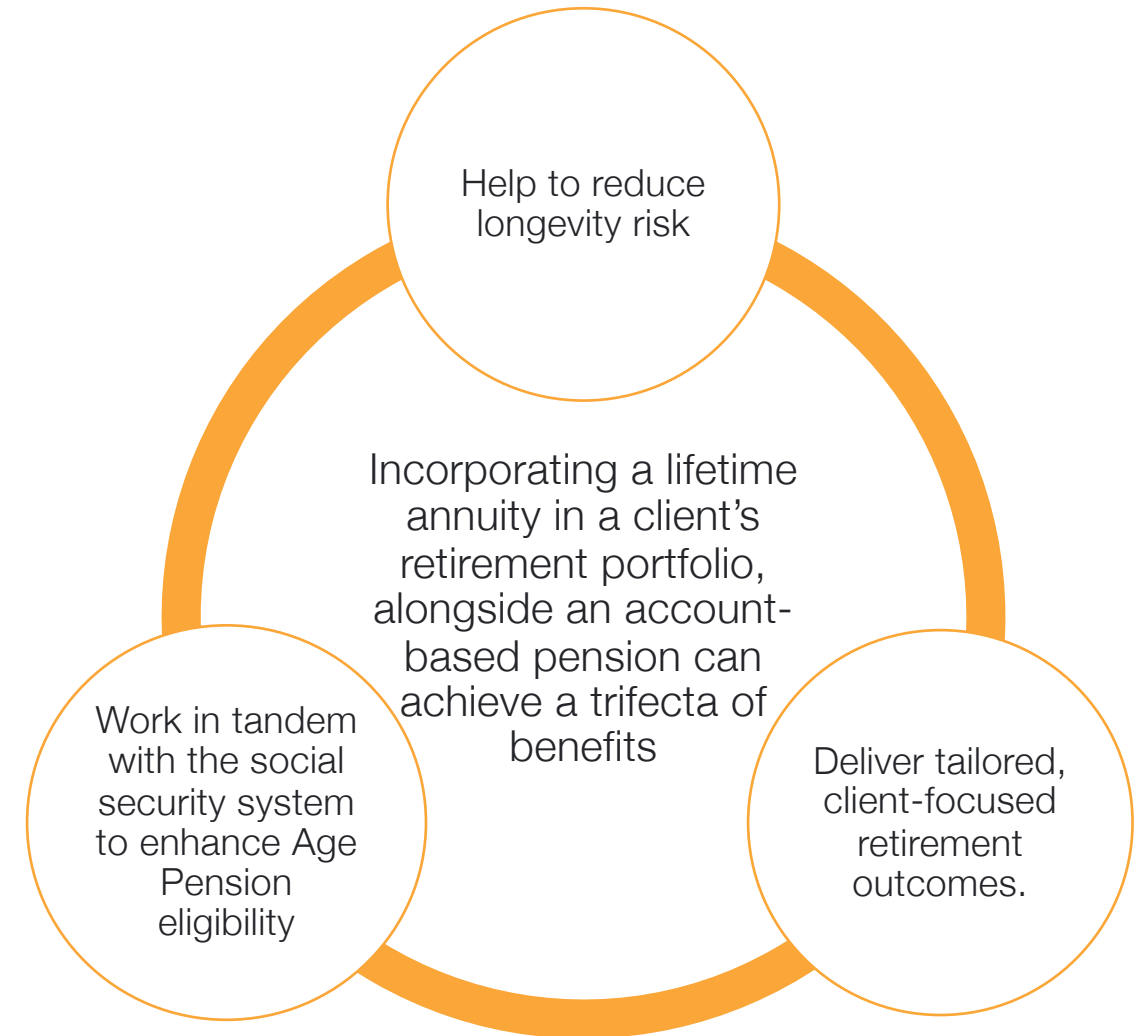 Help to reduce
longevity risk
Incorporating a lifetime
annuity in a client’s
retirement portfolio,
alongside an account-
based pension can
achieve a trifecta of
benefits
Work in tandem
with the social
security system
to enhance Age
Pension
eligibility
Deliver tailored,
client-focused
retirement
outcomes.